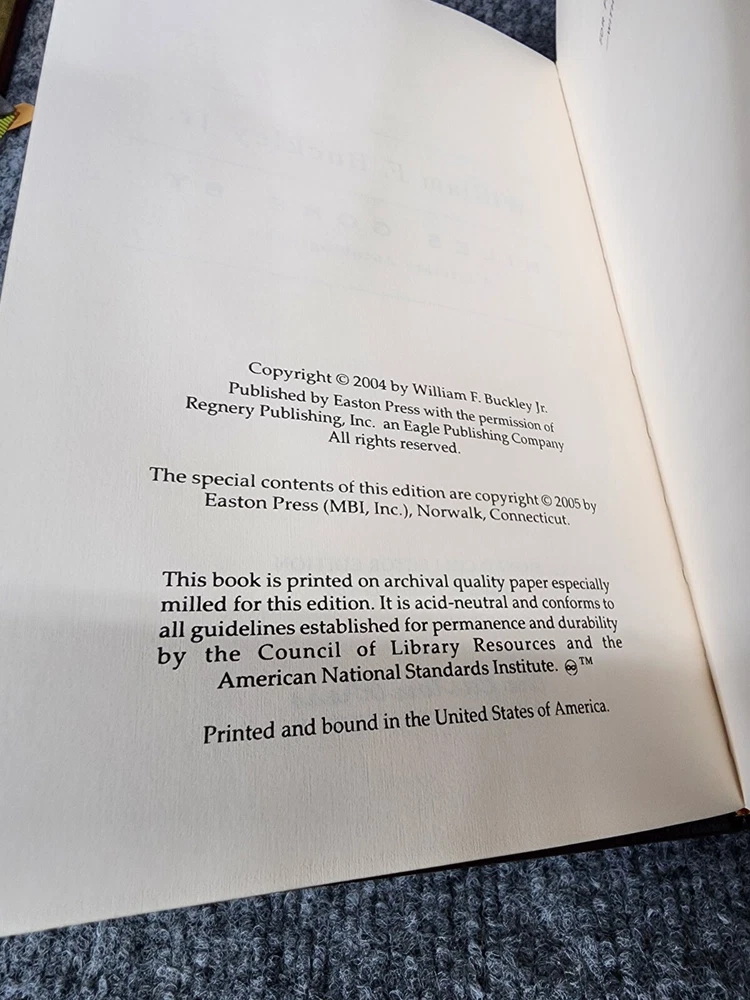 Copyright © 2004 by William F. Buckley Jr.
Published by Easton Press with the permission of
Regnery Publishing, Inc. an Eagle Publishing Company
All rights reserved.
The special contents of this edition are copyright © 2005 by
Easton Press (MBI, Inc.), Norwalk, Connecticut.
This book is printed on archival quality paper especially
milled for this edition. It is acid-neutral and conforms to
all guidelines established for permanence and durability
by the Council of Library Resources and the
American National Standards Institute. ♾ ™
Printed and bound in the United States of America.